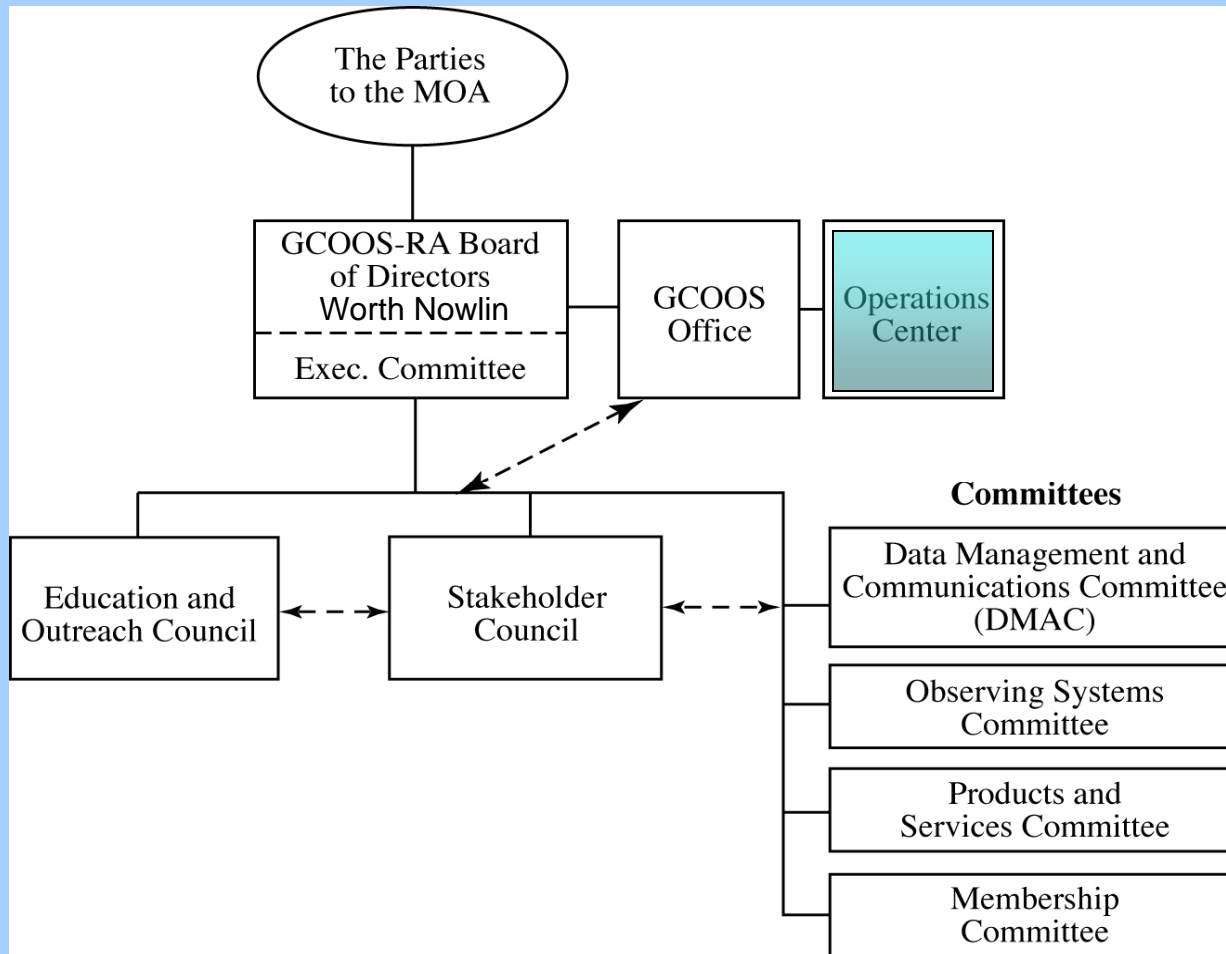 The Parties
to the MOA
GCOOS-RA Board
of Directors
Worth Nowlin
Exec. Committee
GCOOS
Office
Operations
Center
Education and
Outreach Council
Stakeholder
Council
Committees
Data Management and
Communications Committee
(DMAC)
Observing Systems
Committee
Products and
Services Committee
Membership
Committee